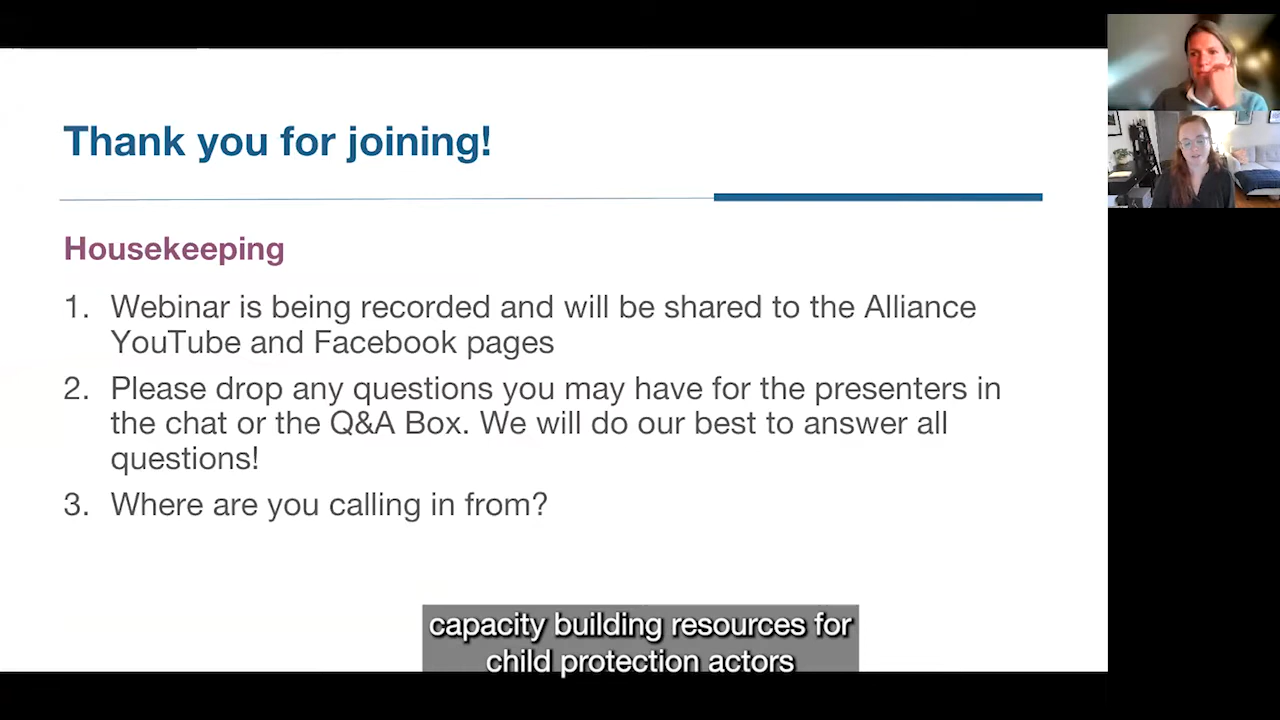 Thank you for joining!
Housekeeping
1. Webinar is being recorded and will be shared to the Alliance
YouTube and Facebook pages
2. Please drop any questions you may have for the presenters in
the chat or the Q&A Box. We will do our best to answer all
questions!
3. Where are you calling in from?
capacity building resources for
child protection actors